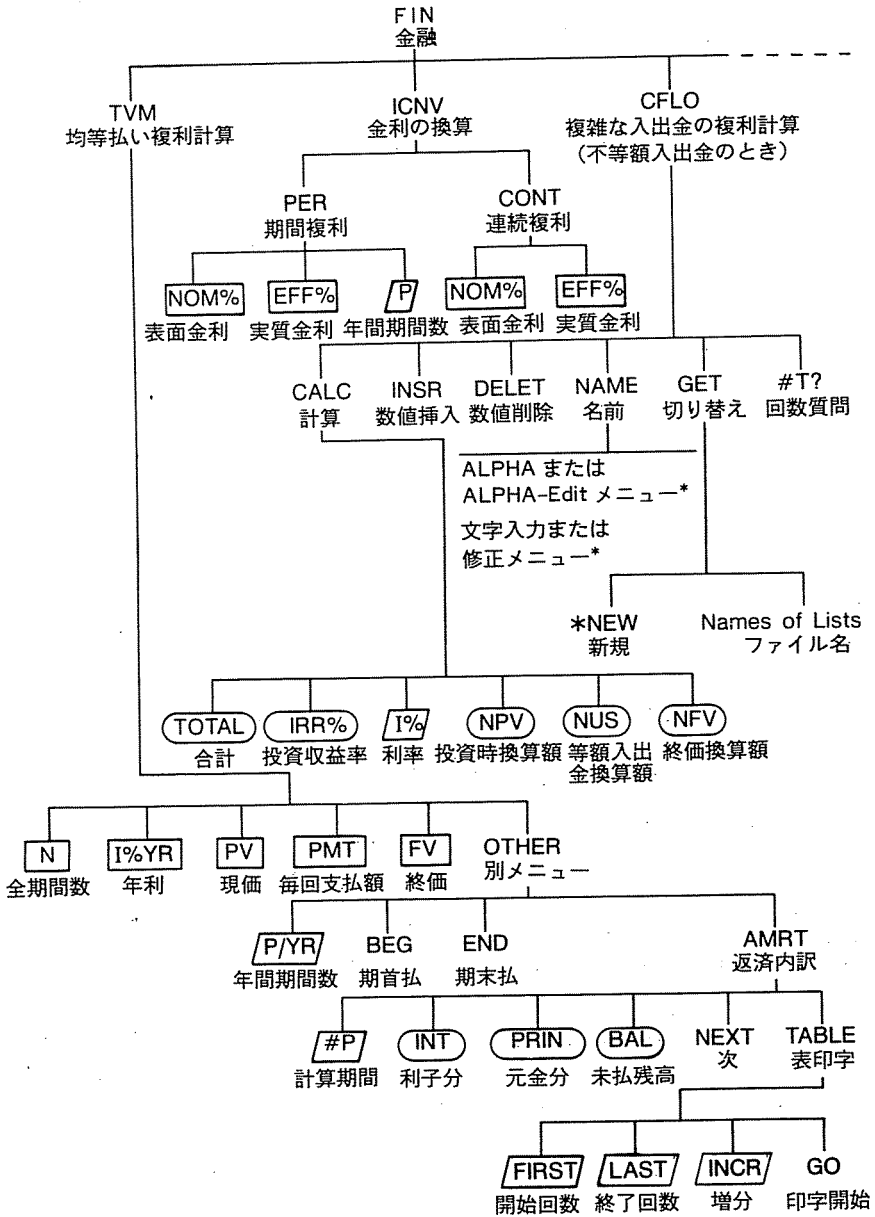 FIN
金融
TVM
均等払い複利計算
ICNV
金利の換算
CFLO
複雑な入出金の複利計算
(不等額入出金のとき)
PER
期間複利
CONT
連続複利
NOM%
表面金利
EFF%
実質金利
P
年間期間数
NOM%
表面金利
EFF%
実質金利
CALC
計算
INSR
数値挿入
DELET
数値削除
NAME
名前
GET
切り替え
#T?
回数質問
ALPHA または
ALPHA-Edit メニュー*
文字入力または
修正メニュー*
*NEW
新規
Names of Lists
ファイル名
TOTAL
合計
IRR%
投資収益率
I%
利率
NPV
投資時換算額
NUS
等額入出
金換算額
NFV
終価換算額
N
全期間数
I%YR
年利
PV
現価
PMT
毎回支払額
FV
終価
OTHER
別メニュー
P/YR
年間期間数
BEG
期首払
END
期末払
AMRT
返済内訳
#P
計算期間
INT
利子分
PRIN
元金分
BAL
未払残高
NEXT
次
TABLE
表印字
FIRST
開始回数
LAST
終了回数
INCR
増分
GO
印字開始